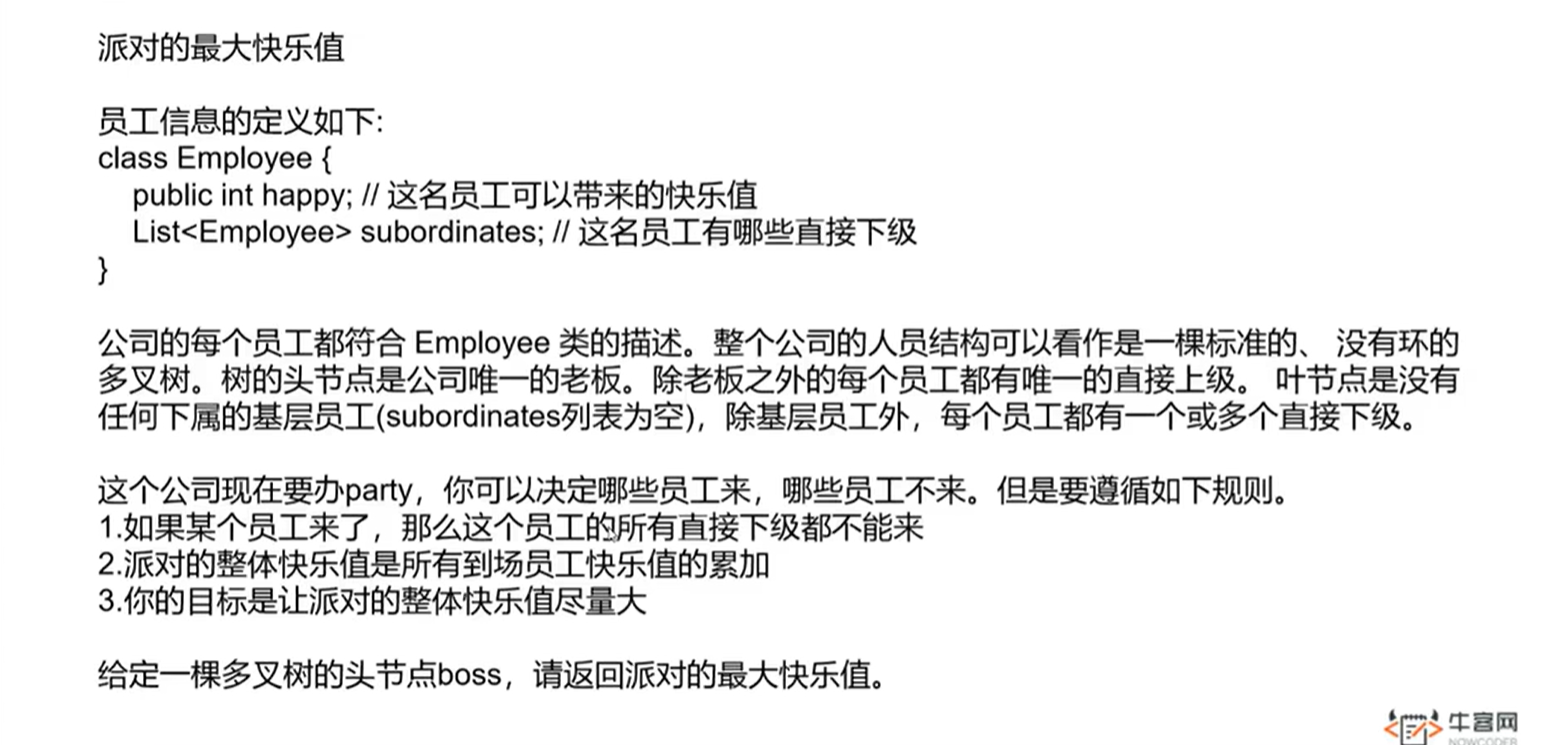 派对的最大快乐值
员工信息的定义如下:
class Employee {
public int happy; // 这名员工可以带来的快乐值
List<Employee> subordinates; // 这名员工有哪些直接下级
}
公司的每个员工都符合 Employee 类的描述。整个公司的人员结构可以看作是一棵标准的、 没有环的
多叉树。树的头节点是公司唯一的老板。除老板之外的每个员工都有唯一的直接上级。 叶节点是没有
任何下属的基层员工(subordinates列表为空)，除基层员工外，每个员工都有一个或多个直接下级。
这个公司现在要办party，你可以决定哪些员工来，哪些员工不来。但是要遵循如下规则。
1.如果某个员工来了，那么这个员工的所有直接下级都不能来
2.派对的整体快乐值是所有到场员工快乐值的累加
3.你的目标是让派对的整体快乐值尽量大
给定一棵多叉树的头节点boss，请返回派对的最大快乐值。
牛客网
NOWCODER